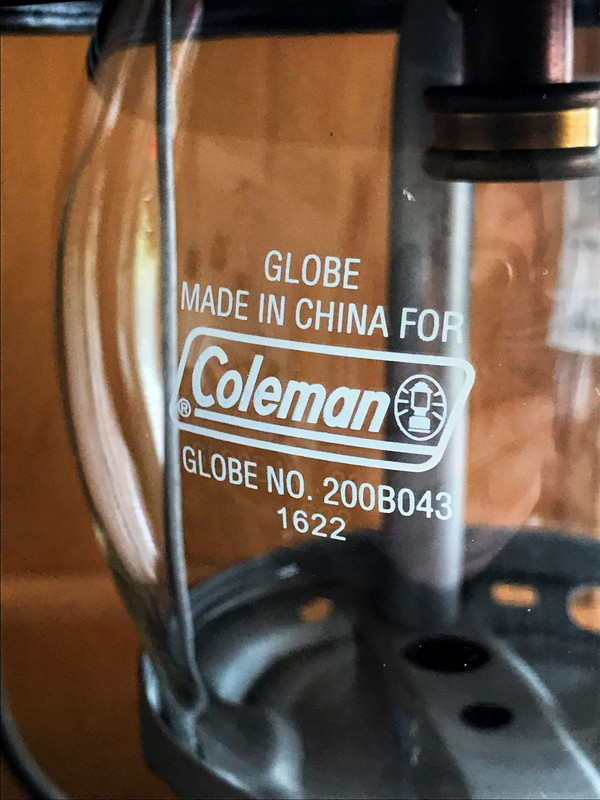 GLOBE
MADE IN CHINA FOR
Coleman
®
GLOBE NO. 200B043
1622